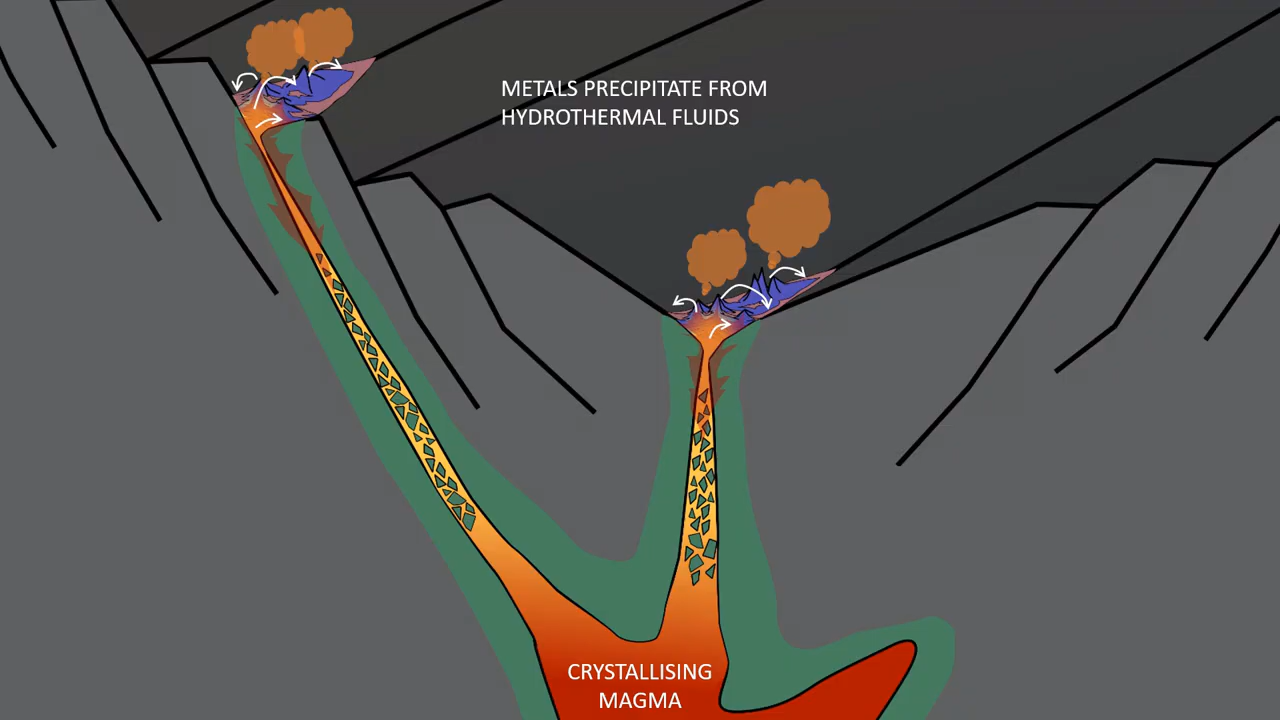 METALS PRECIPITATE FROM
HYDROTHERMAL FLUIDS
CRYSTALLISING
MAGMA